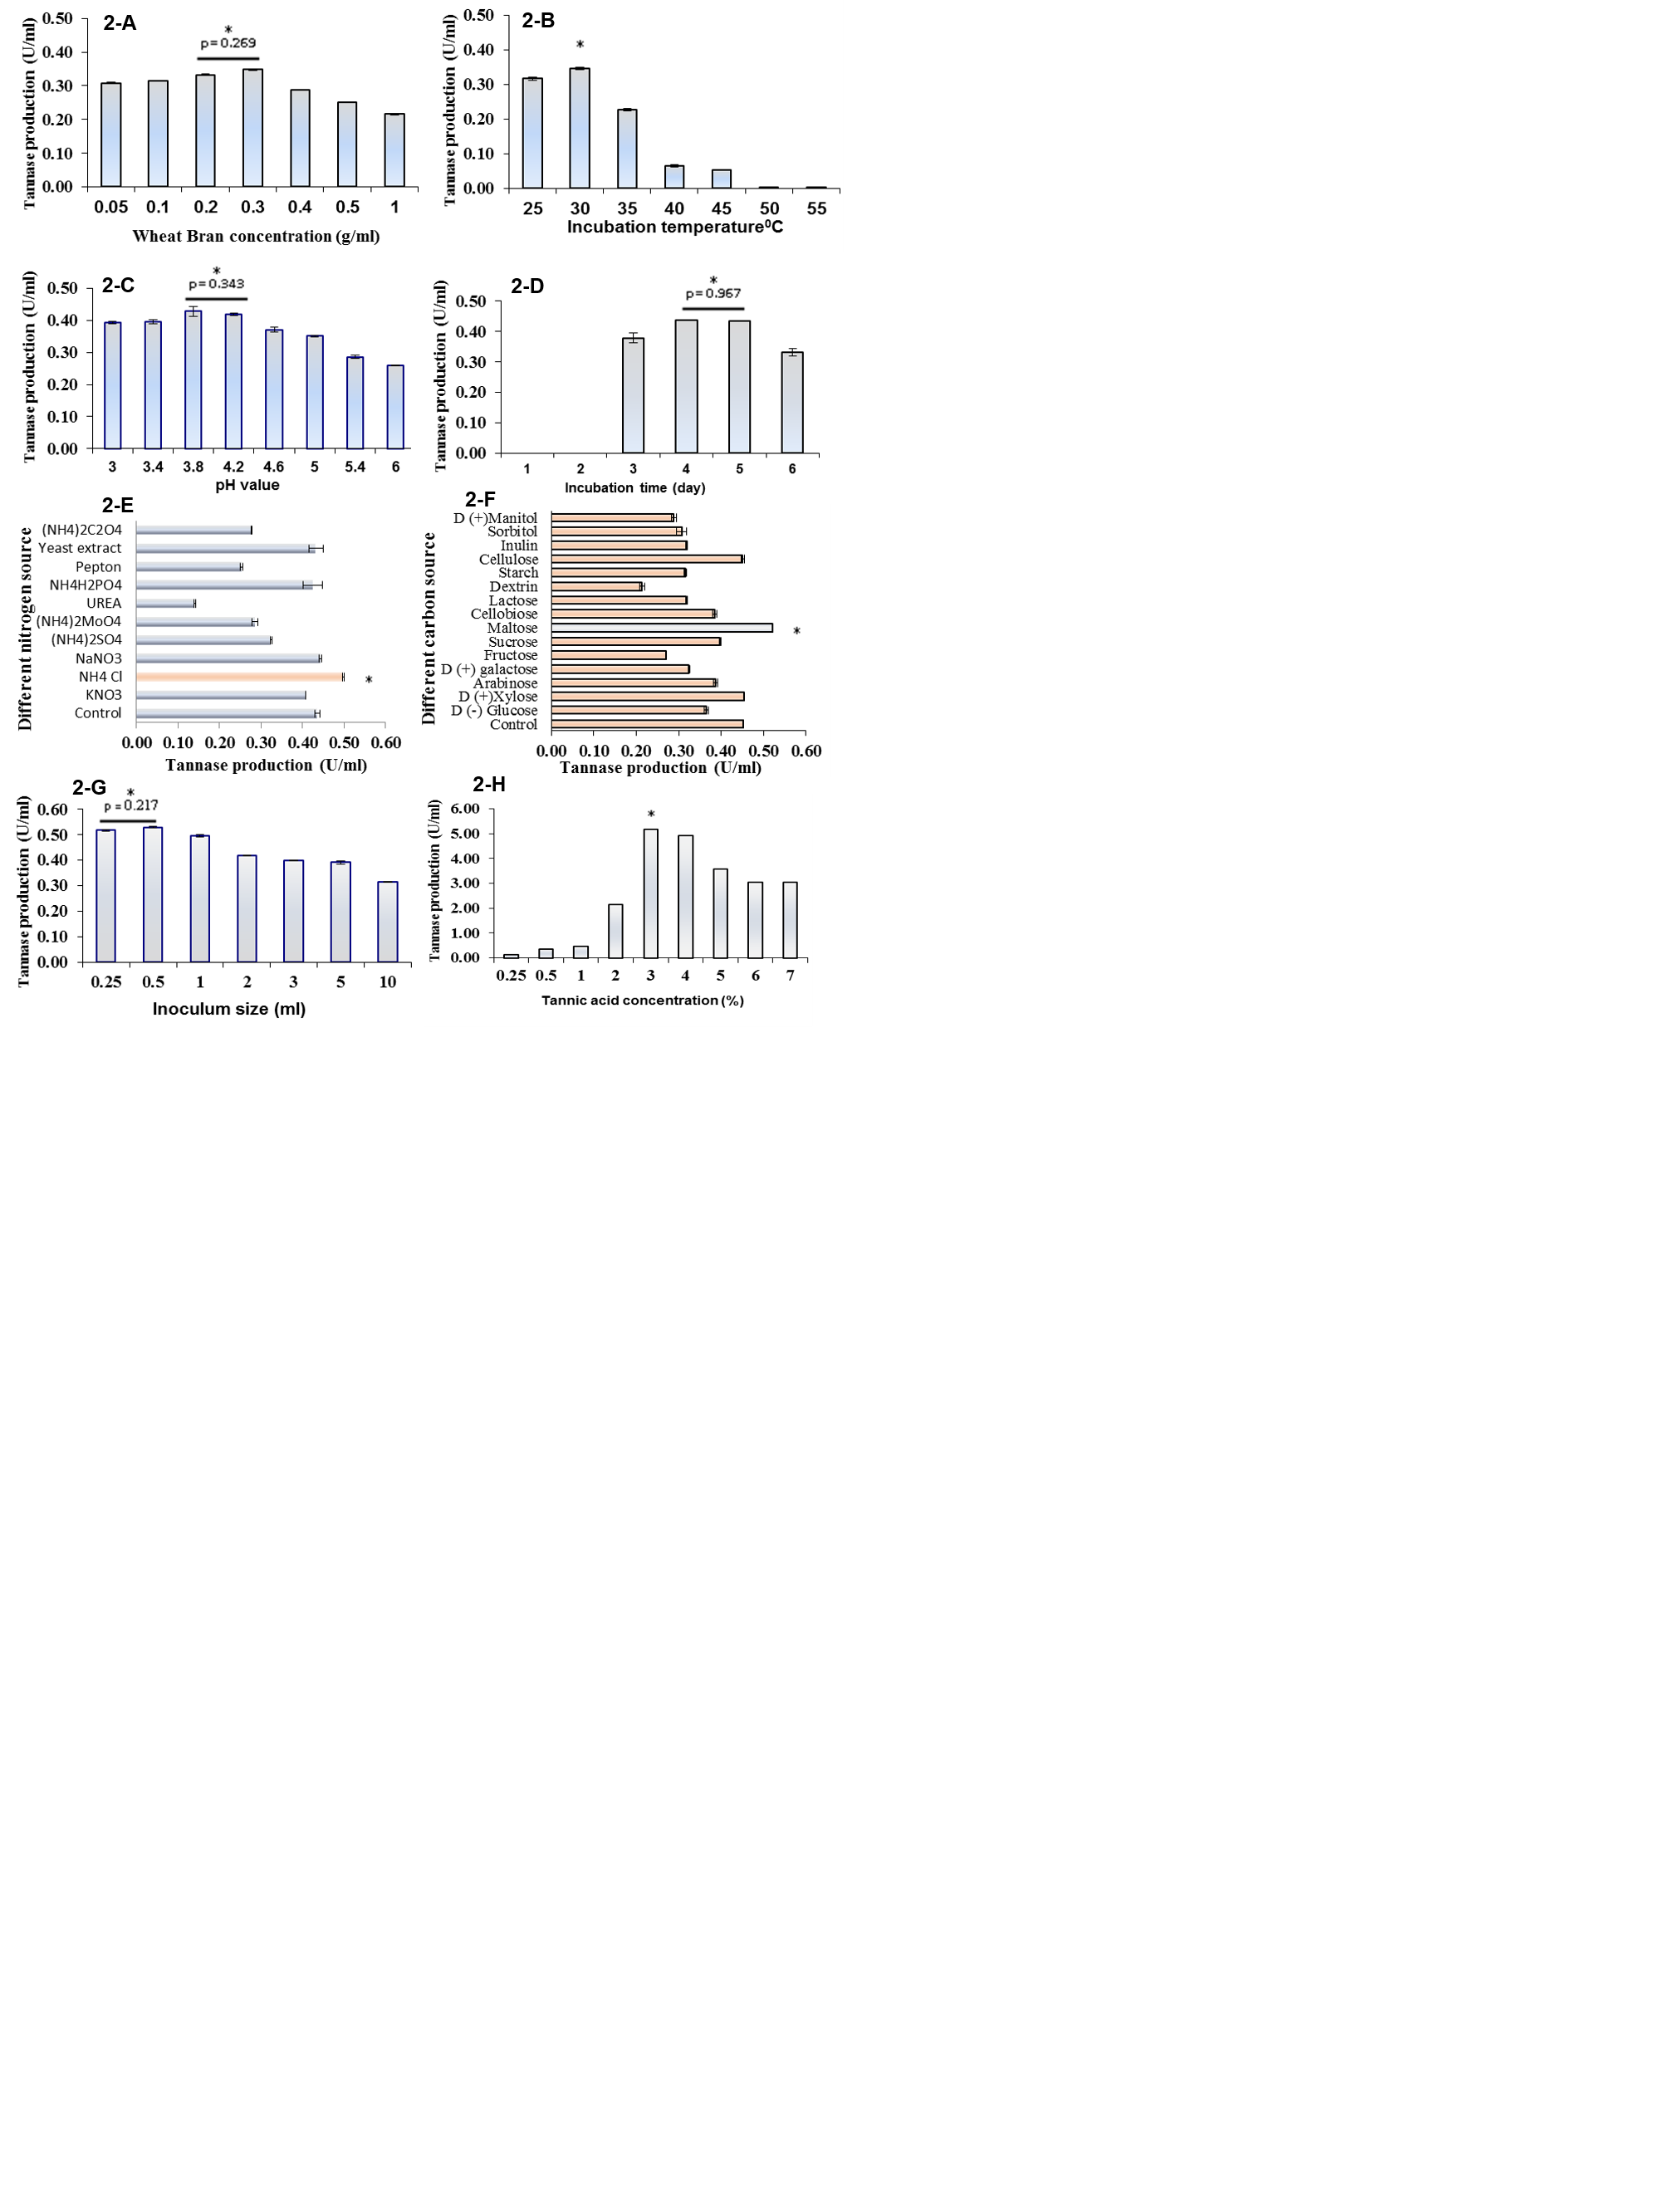 2-A
*
p=0.269
Tannase production (U/ml)
0.50
0.40
0.30
0.20
0.10
0.00
0.05 0.1 0.2 0.3 0.4 0.5 1
Wheat Bran concentration (g/ml)
2-B
*
Tannase production (U/ml)
0.50
0.40
0.30
0.20
0.10
0.00
25 30 35 40 45 50 55
Incubation temperature⁰C
2-C
*
p=0.343
Tannase production (U/ml)
0.50
0.40
0.30
0.20
0.10
0.00
3 3.4 3.8 4.2 4.6 5 5.4 6
pH value
2-D
*
p=0.967
Tannase production (U/ml)
0.50
0.40
0.30
0.20
0.10
0.00
1 2 3 4 5 6
Incubation time (day)
2-E
Different nitrogen source
(NH4)2C2O4
Yeast extract
Pepton
NH4H2PO4
UREA
(NH4)2MoO4
(NH4)2SO4
NaNO3
NH4 Cl
*
KNO3
Control
0.00 0.10 0.20 0.30 0.40 0.50 0.60
Tannase production (U/ml)
2-F
Different carbon source
D (+)Manitol
Sorbitol
Inulin
Cellulose
Starch
Dextrin
Lactose
Cellobiose
Maltose
*
Sucrose
Fructose
D (+) galactose
Arabinose
D (+)Xylose
D (-) Glucose
Control
0.00 0.10 0.20 0.30 0.40 0.50 0.60
Tannase production (U/ml)
2-G
*
p=0.217
Tannase production (U/ml)
0.60
0.50
0.40
0.30
0.20
0.10
0.00
0.25 0.5 1 2 3 5 10
Inoculum size (ml)
2-H
*
Tannase production (U/ml)
6.00
5.00
4.00
3.00
2.00
1.00
0.00
0.25 0.5 1 2 3 4 5 6 7
Tannic acid concentration (%)